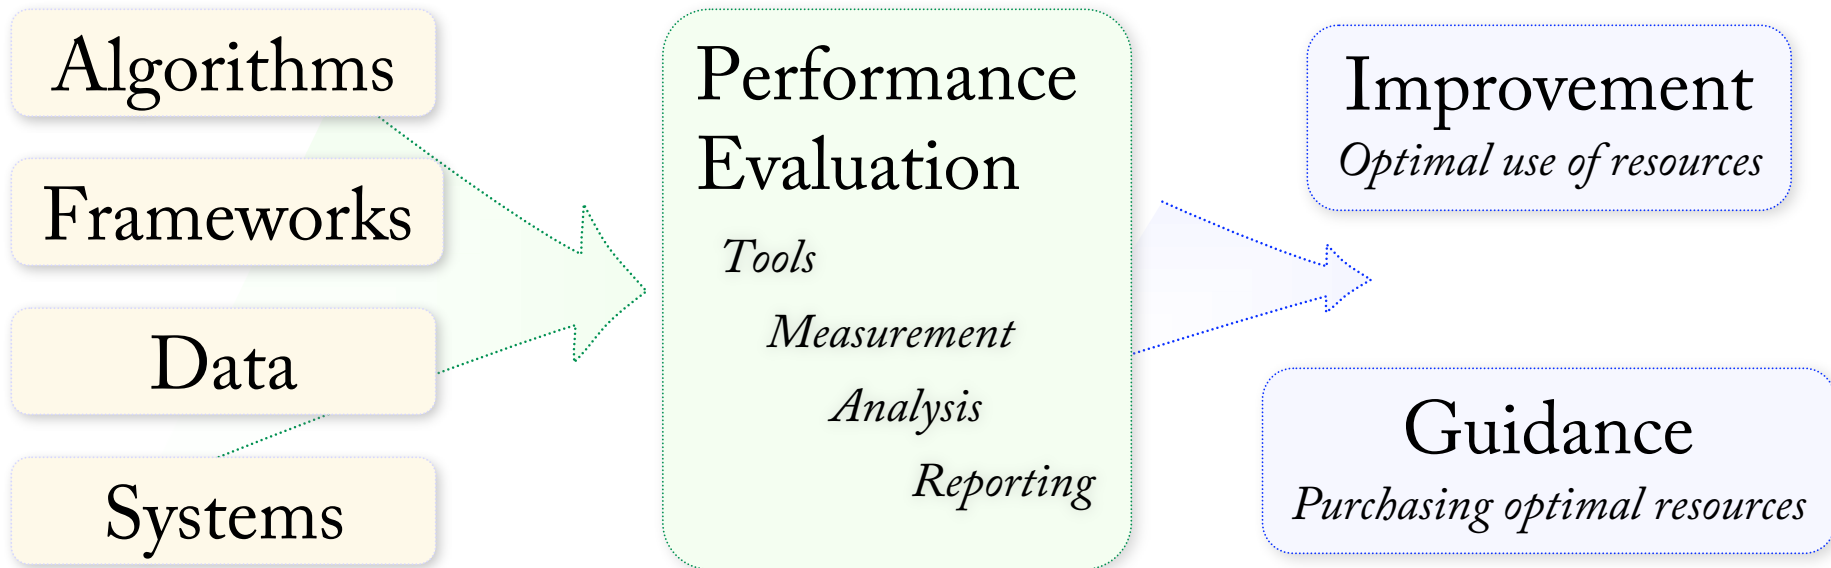 Algorithms
Frameworks
Data
Systems
Performance
Evaluation
Tools
Measurement
Analysis
Reporting
Improvement
Optimal use of resources
Guidance
Purchasing optimal resources